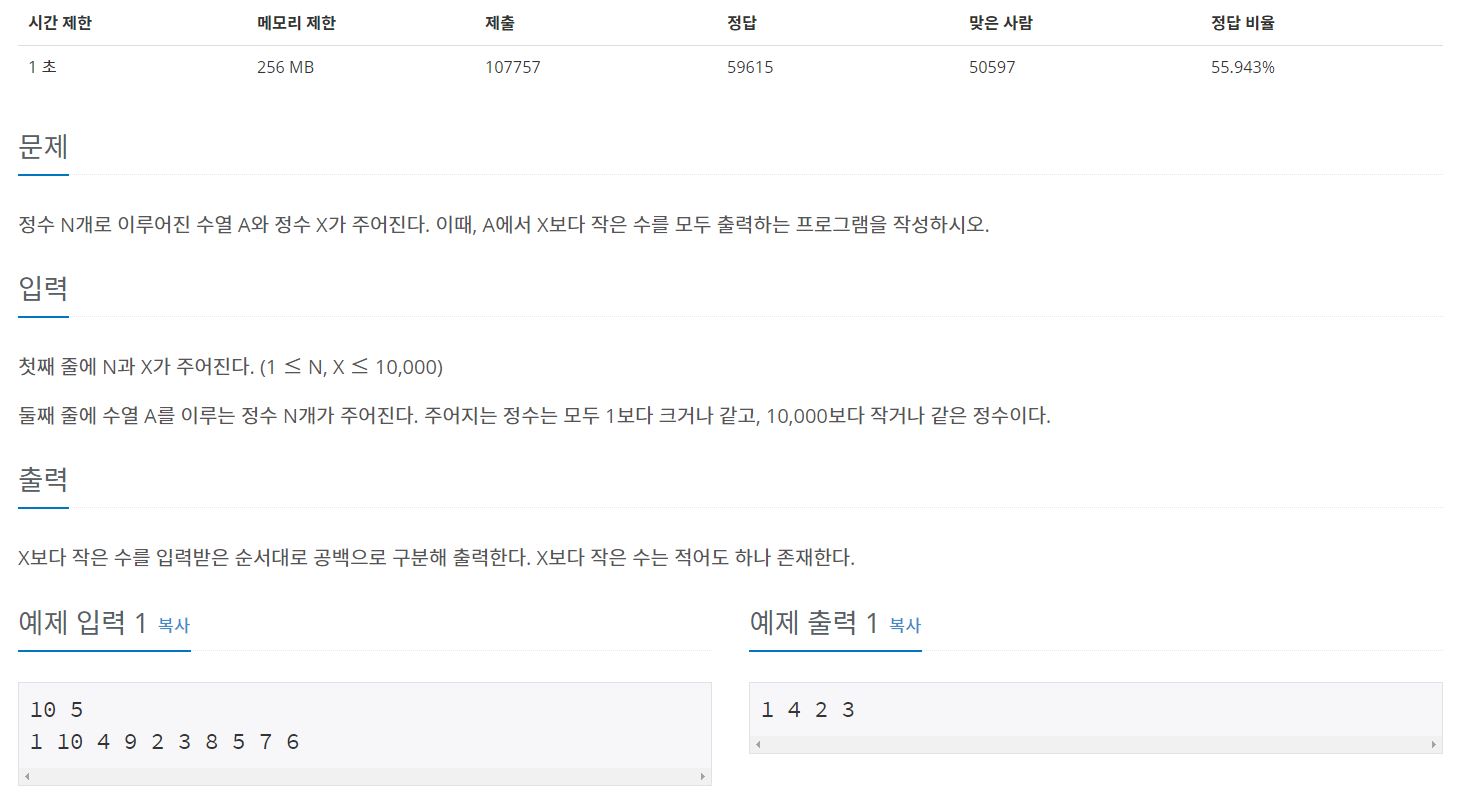 시간 제한 메모리 제한 제출 정답 맞은 사람 정답 비율
1 초 256 MB 107757 59615 50597 55.943%
문제
정수 N개로 이루어진 수열 A와 정수 X가 주어진다. 이때, A에서 X보다 작은 수를 모두 출력하는 프로그램을 작성하시오.
입력
첫째 줄에 N과 X가 주어진다. (1 ≤ N, X ≤ 10,000)
둘째 줄에 수열 A를 이루는 정수 N개가 주어진다. 주어지는 정수는 모두 1보다 크거나 같고, 10,000보다 작거나 같은 정수이다.
출력
X보다 작은 수를 입력받은 순서대로 공백으로 구분해 출력한다. X보다 작은 수는 적어도 하나 존재한다.
예제 입력 1 복사
10 5
1 10 4 9 2 3 8 5 7 6
예제 출력 1 복사
1 4 2 3